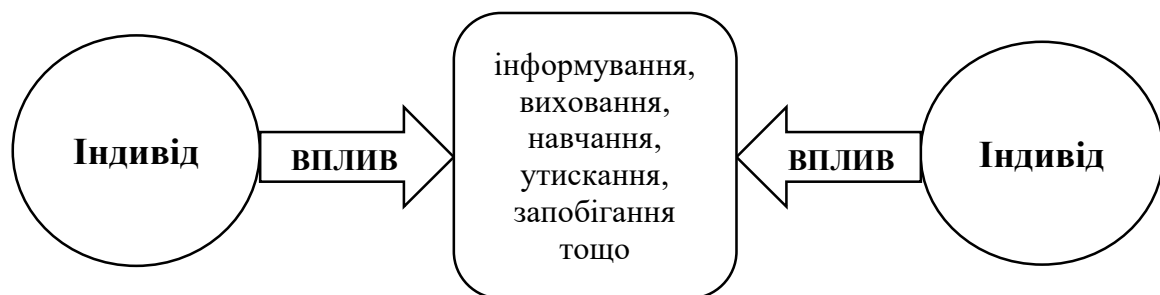 Індивід
ВПЛИВ
інформування,
виховання,
навчання,
утискання,
запобігання
тощо
ВПЛИВ
Індивід